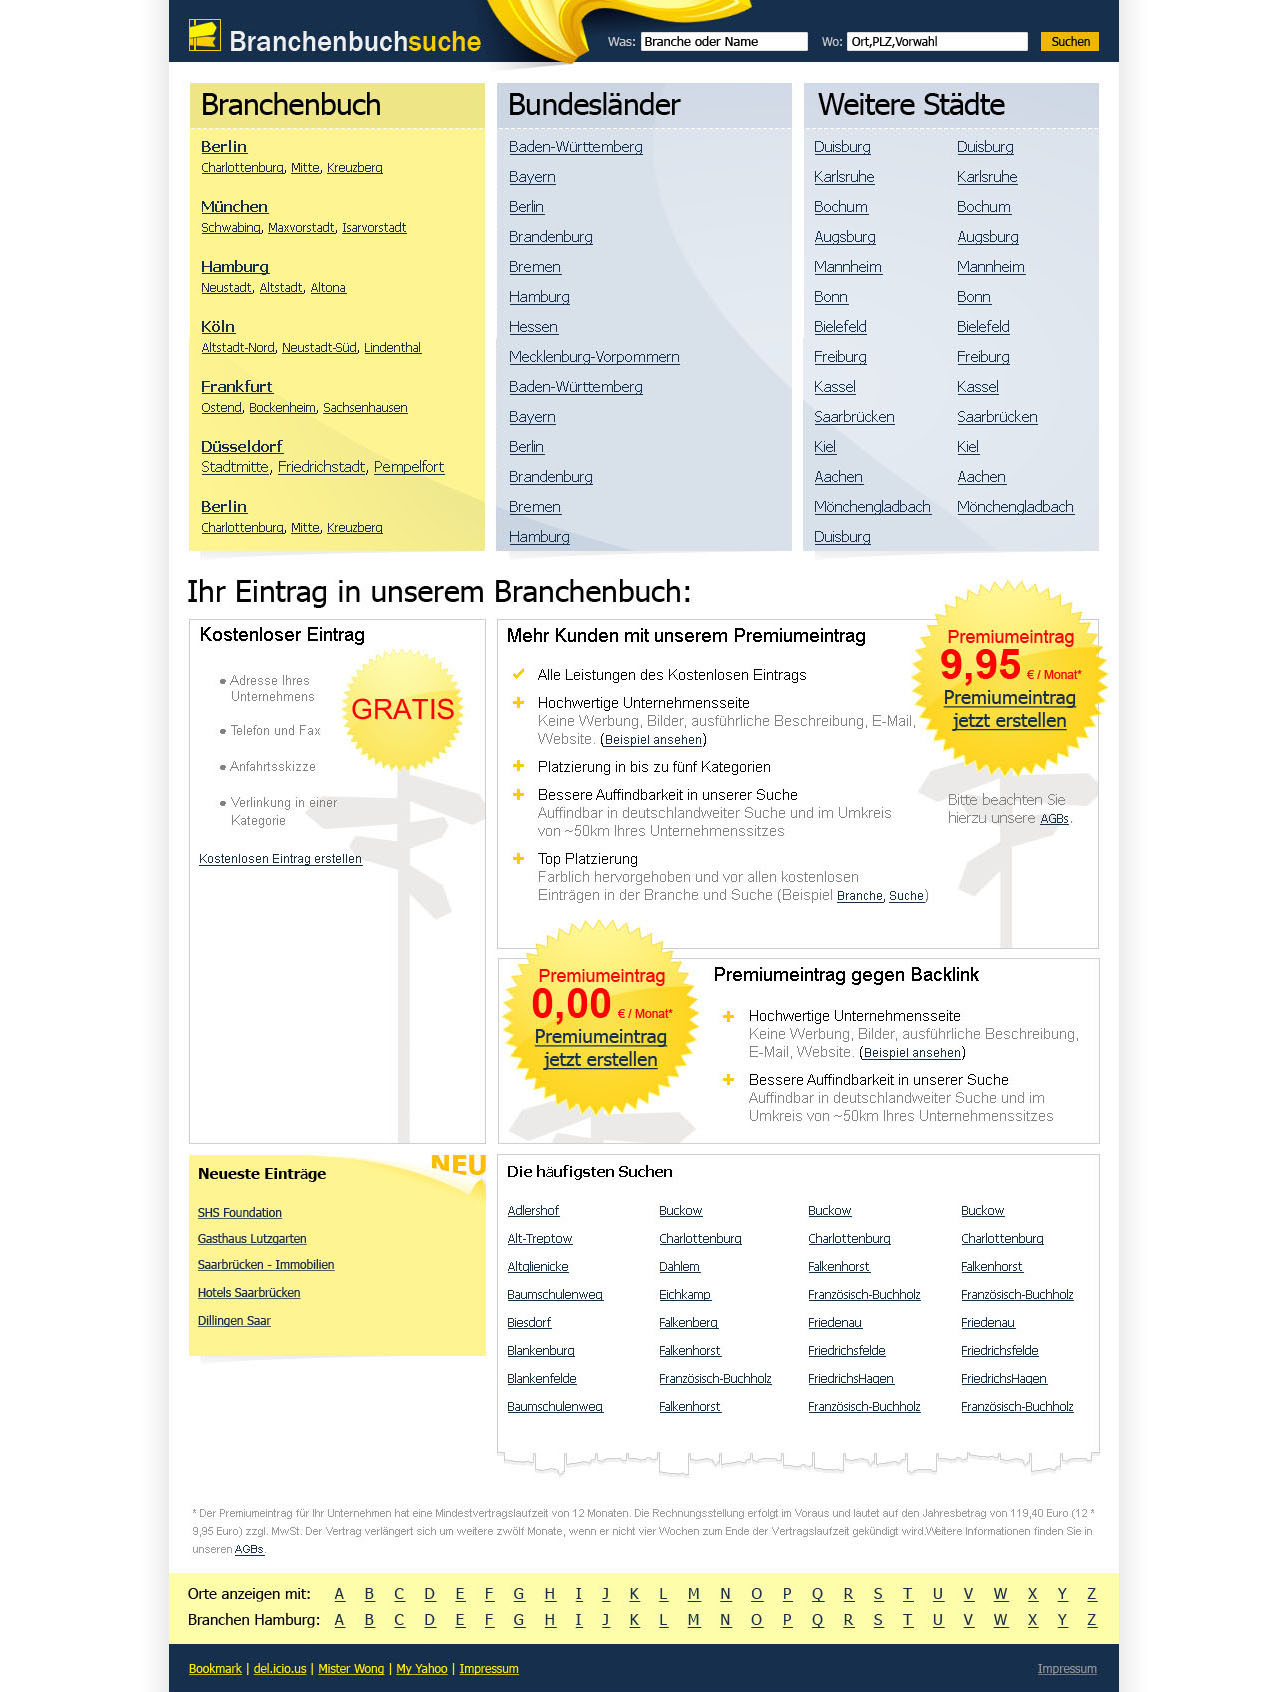 Branchenbuchsuche
Was: Branche oder Name Wo: Ort,PLZ,Vorwahl Suchen
Branchenbuch
Berlin
Charlottenburg, Mitte, Kreuzberg
München
Schwabing, Maxvorstadt, Isarvorstadt
Hamburg
Neustadt, Altstadt, Altona
Köln
Altstadt-Nord, Neustadt-Süd, Lindenthal
Frankfurt
Ostend, Bockenheim, Sachsenhausen
Düsseldorf
Stadtmitte, Friedrichstadt, Pempelfort
Berlin
Charlottenburg, Mitte, Kreuzberg
Bundesländer
Baden-Württemberg
Bayern
Berlin
Brandenburg
Bremen
Hamburg
Hessen
Mecklenburg-Vorpommern
Baden-Württemberg
Bayern
Berlin
Brandenburg
Bremen
Hamburg
Weitere Städte
Duisburg Duisburg
Karlsruhe Karlsruhe
Bochum Bochum
Augsburg Augsburg
Mannheim Mannheim
Bonn Bonn
Bielefeld Bielefeld
Freiburg Freiburg
Kassel Kassel
Saarbrücken Saarbrücken
Kiel Kiel
Aachen Aachen
Mönchengladbach Mönchengladbach
Duisburg
Ihr Eintrag in unserem Branchenbuch:
Kostenloser Eintrag
Adresse Ihres
Unternehmens
Telefon und Fax
Anfahrtsskizze
Verlinkung in einer
Kategorie
Kostenlosen Eintrag erstellen
GRATIS
Mehr Kunden mit unserem Premiumeintrag
Alle Leistungen des Kostenlosen Eintrags
Hochwertige Unternehmensseite
Keine Werbung, Bilder, ausführliche Beschreibung, E-Mail,
Website. (Beispiel ansehen)
Platzierung in bis zu fünf Kategorien
Bessere Auffindbarkeit in unserer Suche
Auffindbar in deutschlandweiter Suche und im Umkreis
von ~50km Ihres Unternehmenssitzes
Top Platzierung
Farblich hervorgehoben und vor allen kostenlosen
Einträgen in der Branche und Suche (Beispiel Branche, Suche)
Premiumeintrag
9,95 € / Monat*
Premiumeintrag
jetzt erstellen
Bitte beachten Sie
hierzu unsere AGBs.
Premiumeintrag
0,00 € / Monat*
Premiumeintrag
jetzt erstellen
Premiumeintrag gegen Backlink
Hochwertige Unternehmensseite
Keine Werbung, Bilder, ausführliche Beschreibung,
E-Mail, Website. (Beispiel ansehen)
Bessere Auffindbarkeit in unserer Suche
Auffindbar in deutschlandweiter Suche und im
Umkreis von ~50km Ihres Unternehmenssitzes
Neueste Einträge
NEU
SHS Foundation
Gasthaus Lutzgarten
Saarbrücken - Immobilien
Hotels Saarbrücken
Dillingen Saar
Die häufigsten Suchen
Adlershof Buckow Buckow Buckow
Alt-Treptow Charlottenburg Charlottenburg Charlottenburg
Altglienicke Dahlem Falkenhorst Falkenhorst
Baumschulenweg Eichkamp Französisch-Buchholz Französisch-Buchholz
Biesdorf Falkenberg Friedenau Friedenau
Blankenburg Falkenhorst Friedrichsfelde Friedrichsfelde
Blankenfelde Französisch-Buchholz FriedrichsHagen FriedrichsHagen
Baumschulenweg Falkenhorst Französisch-Buchholz Französisch-Buchholz
* Der Premiumeintrag für Ihr Unternehmen hat eine Mindestvertragslaufzeit von 12 Monaten. Die Rechnungsstellung erfolgt im Voraus und lautet auf den Jahresbetrag von 119,40 Euro (12 *
9,95 Euro) zzgl. MwSt. Der Vertrag verlängert sich um weitere zwölf Monate, wenn er nicht vier Wochen zum Ende der Vertragslaufzeit gekündigt wird.Weitere Informationen finden Sie in
unseren AGBs.
Orte anzeigen mit: A B C D E F G H I J K L M N O P Q R S T U V W X Y Z
Branchen Hamburg: A B C D E F G H I J K L M N O P Q R S T U V W X Y Z
Bookmark | del.icio.us | Mister Wong | My Yahoo | Impressum Impressum